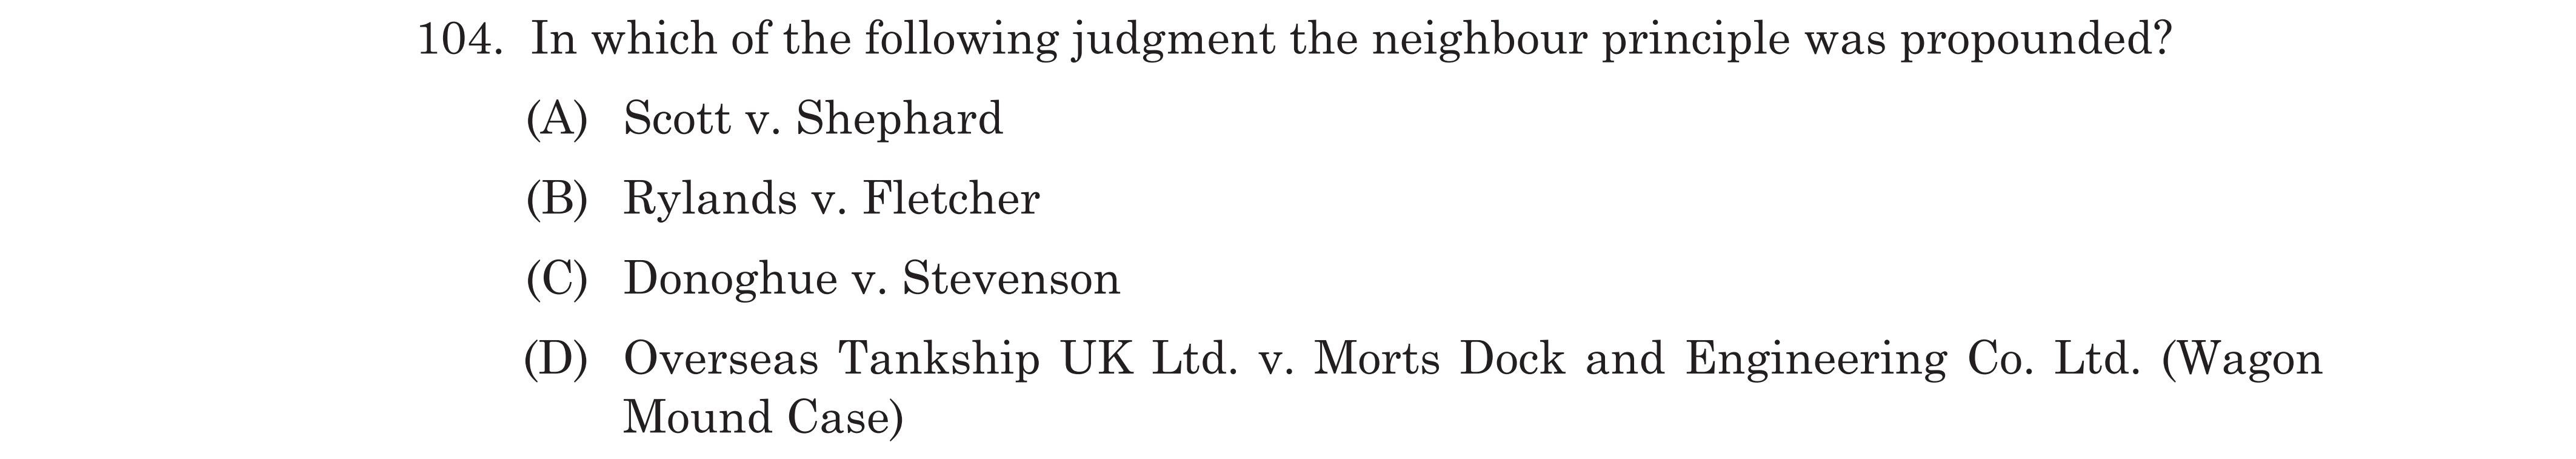 104. In which of the following judgment the neighbour principle was propounded?
(A) Scott v. Shephard
(B) Rylands v. Fletcher
(C) Donoghue v. Stevenson
(D) Overseas Tankship UK Ltd. v. Morts Dock and Engineering Co. Ltd. (Wagon
Mound Case)